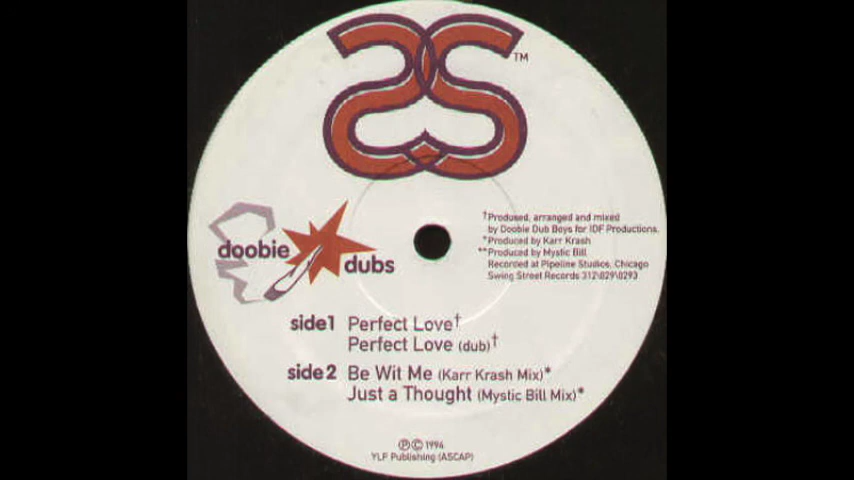 TM
†Prodused, arranged and mixed
by Doobie Dub Boys for IDF Productions.
*Produced by Karr Krash
**Produced by Mystic Bill
Recorded at Pipeline Studios, Chicago
Swing Street Records 312\829\0293
doobie
dubs
side1 Perfect Love†
Perfect Love (dub)†
side2 Be Wit Me (Karr Krash Mix)*
Just a Thought (Mystic Bill Mix)*
℗© 1994
YLF Publishing (ASCAP)